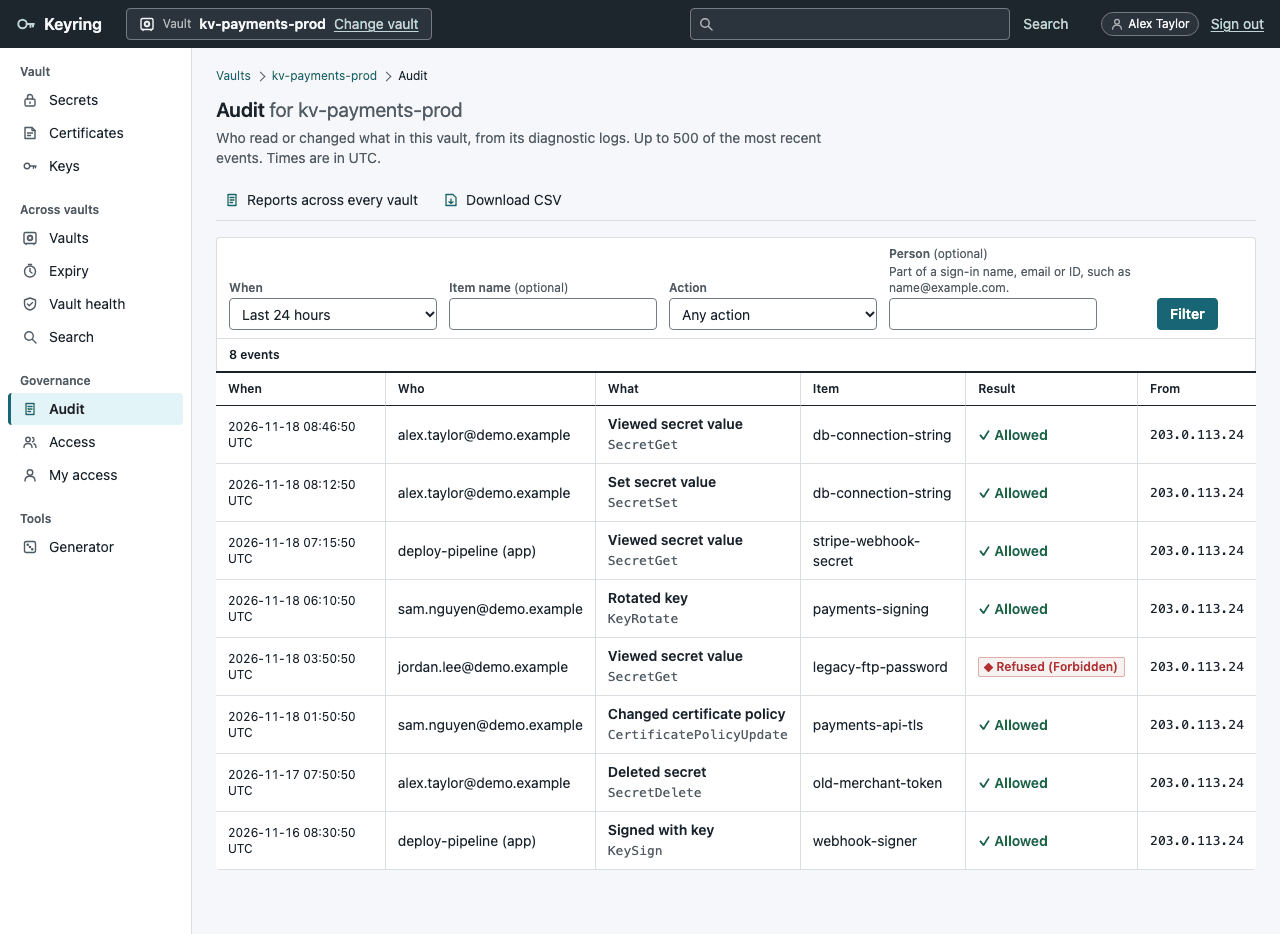 Keyring
Vault kv-payments-prod Change vault
Search
Alex Taylor
Sign out
Vault
Secrets
Certificates
Keys
Across vaults
Vaults
Expiry
Vault health
Search
Governance
Audit
Access
My access
Tools
Generator
Vaults > kv-payments-prod > Audit
Audit for kv-payments-prod
Who read or changed what in this vault, from its diagnostic logs. Up to 500 of the most recent
events. Times are in UTC.
Reports across every vault
Download CSV
When
Last 24 hours
Item name (optional)
Action
Any action
Person (optional)
Part of a sign-in name, email or ID, such as
name@example.com.
Filter
8 events
When Who What Item Result From
2026-11-18 08:46:50
UTC
alex.taylor@demo.example
Viewed secret value
SecretGet
db-connection-string
Allowed
203.0.113.24
2026-11-18 08:12:50
UTC
alex.taylor@demo.example
Set secret value
SecretSet
db-connection-string
Allowed
203.0.113.24
2026-11-18 07:15:50
UTC
deploy-pipeline (app)
Viewed secret value
SecretGet
stripe-webhook-
secret
Allowed
203.0.113.24
2026-11-18 06:10:50
UTC
sam.nguyen@demo.example
Rotated key
KeyRotate
payments-signing
Allowed
203.0.113.24
2026-11-18 03:50:50
UTC
jordan.lee@demo.example
Viewed secret value
SecretGet
legacy-ftp-password
Refused (Forbidden)
203.0.113.24
2026-11-18 01:50:50
UTC
sam.nguyen@demo.example
Changed certificate policy
CertificatePolicyUpdate
payments-api-tls
Allowed
203.0.113.24
2026-11-17 07:50:50
UTC
alex.taylor@demo.example
Deleted secret
SecretDelete
old-merchant-token
Allowed
203.0.113.24
2026-11-16 08:30:50
UTC
deploy-pipeline (app)
Signed with key
KeySign
webhook-signer
Allowed
203.0.113.24